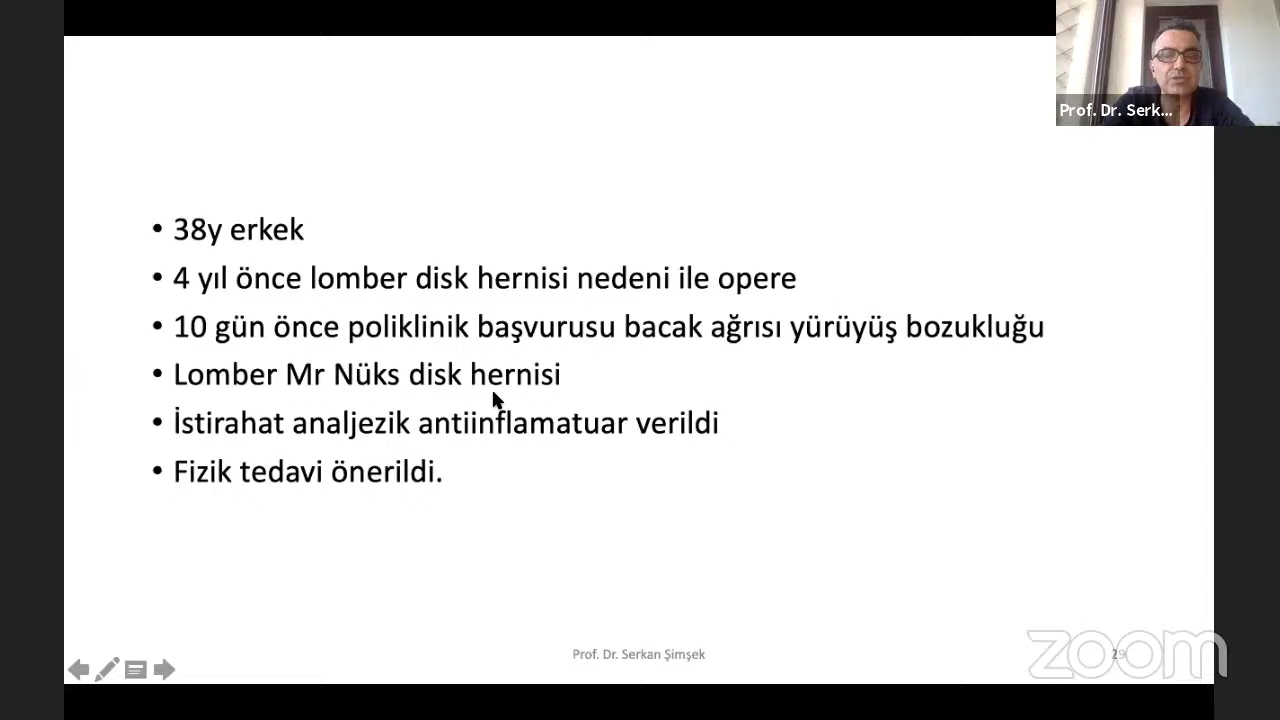 Prof. Dr. Serk...
• 38y erkek
• 4 yıl önce lomber disk hernisi nedeni ile opere
• 10 gün önce poliklinik başvurusu bacak ağrısı yürüyüş bozukluğu
• Lomber Mr Nüks disk hernisi
• İstirahat analjezik antiinflamatuar verildi
• Fizik tedavi önerildi.
Prof. Dr. Serkan Şimşek
29
zoom